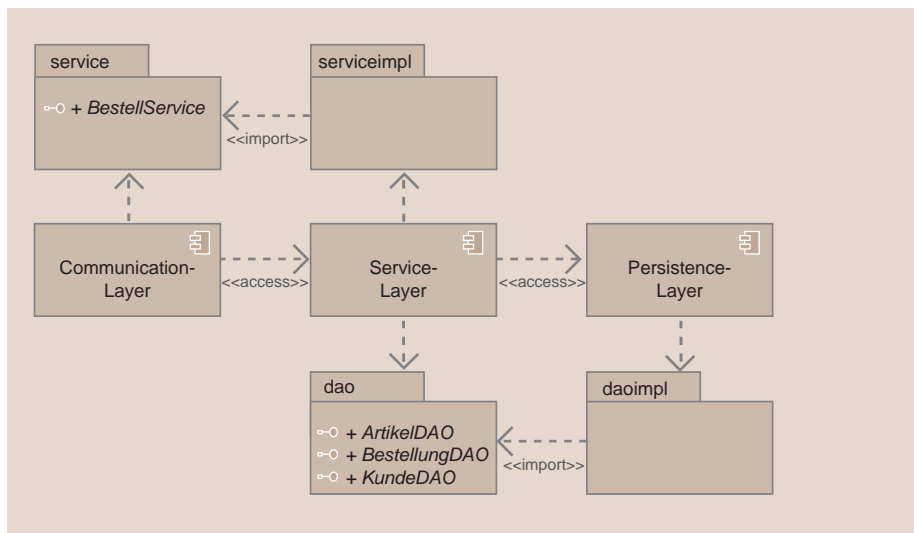 service
serviceimpl
+ BestellService
<<import>>
Communication-
Layer
<<access>>
Service-
Layer
<<access>>
Persistence-
Layer
dao
daoimpl
+ ArtikelDAO
+ BestellungDAO
+ KundeDAO
<<import>>